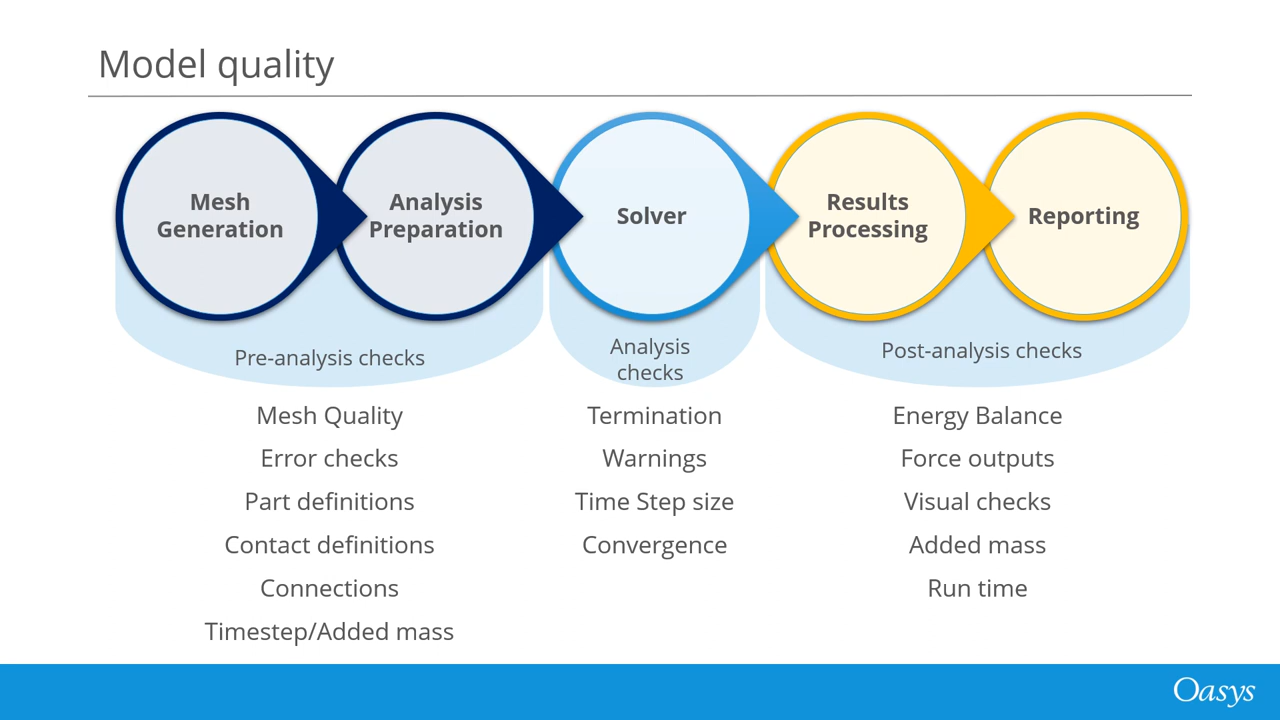 Model quality
Mesh
Generation
Analysis
Preparation
Solver
Results
Processing
Reporting
Pre-analysis checks
Analysis
checks
Post-analysis checks
Mesh Quality
Error checks
Part definitions
Contact definitions
Connections
Timestep/Added mass
Termination
Warnings
Time Step size
Convergence
Energy Balance
Force outputs
Visual checks
Added mass
Run time
Oasys